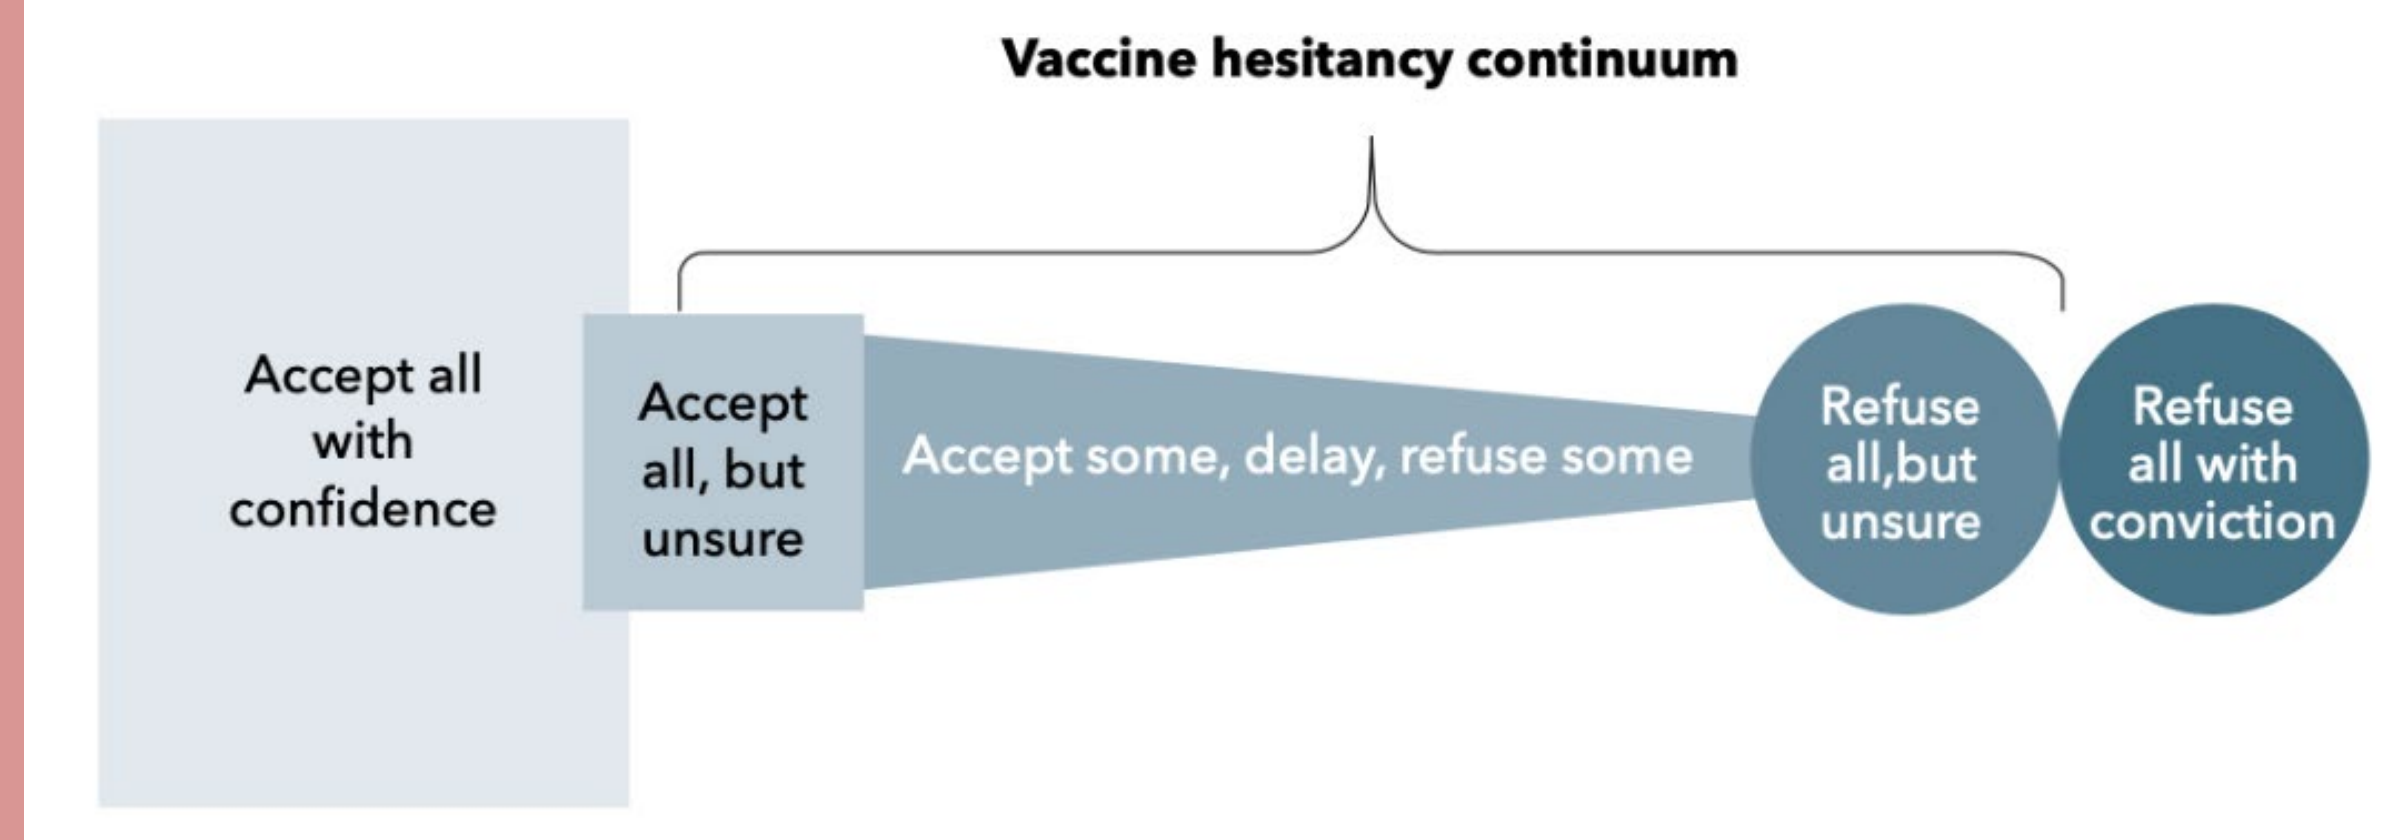 Vaccine hesitancy continuum
Accept all
with
confidence
Accept
all, but
unsure
Accept some, delay, refuse some
Refuse
all,but
unsure
Refuse
all with
conviction